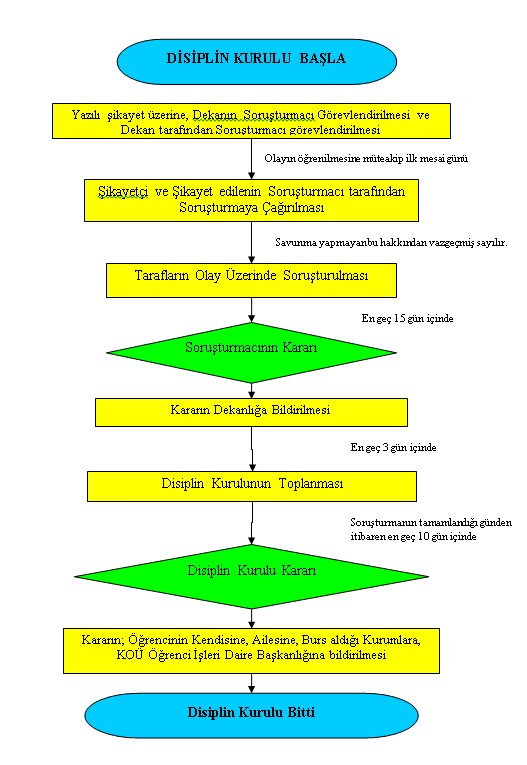 DİSİPLİN KURULU BAŞLA
Yazılı şikayet üzerine, Dekanın Soruşturmacı Görevlendirilmesi ve
Dekan tarafından Soruşturmacı görevlendirilmesi
Olayın öğrenilmesine müteakip ilk mesai günü
Şikayetçi ve Şikayet edilenin Soruşturmacı tarafından
Soruşturmaya Çağırılması
Savunma yapmayan bu hakkından vazgeçmiş sayılır.
Tarafların Olay Üzerinde Soruşturulması
En geç 15 gün içinde
Soruşturmacının Kararı
Kararın Dekanlığa Bildirilmesi
En geç 3 gün içinde
Disiplin Kurulunun Toplanması
Soruşturmanın tamamlandığı günden
itibaren en geç 10 gün içinde
Disiplin Kurulu Kararı
Kararın; Öğrencinin Kendisine, Ailesine, Burs aldığı Kurumlara,
KOÜ Öğrenci İşleri Daire Başkanlığına bildirilmesi
Disiplin Kurulu Bitti